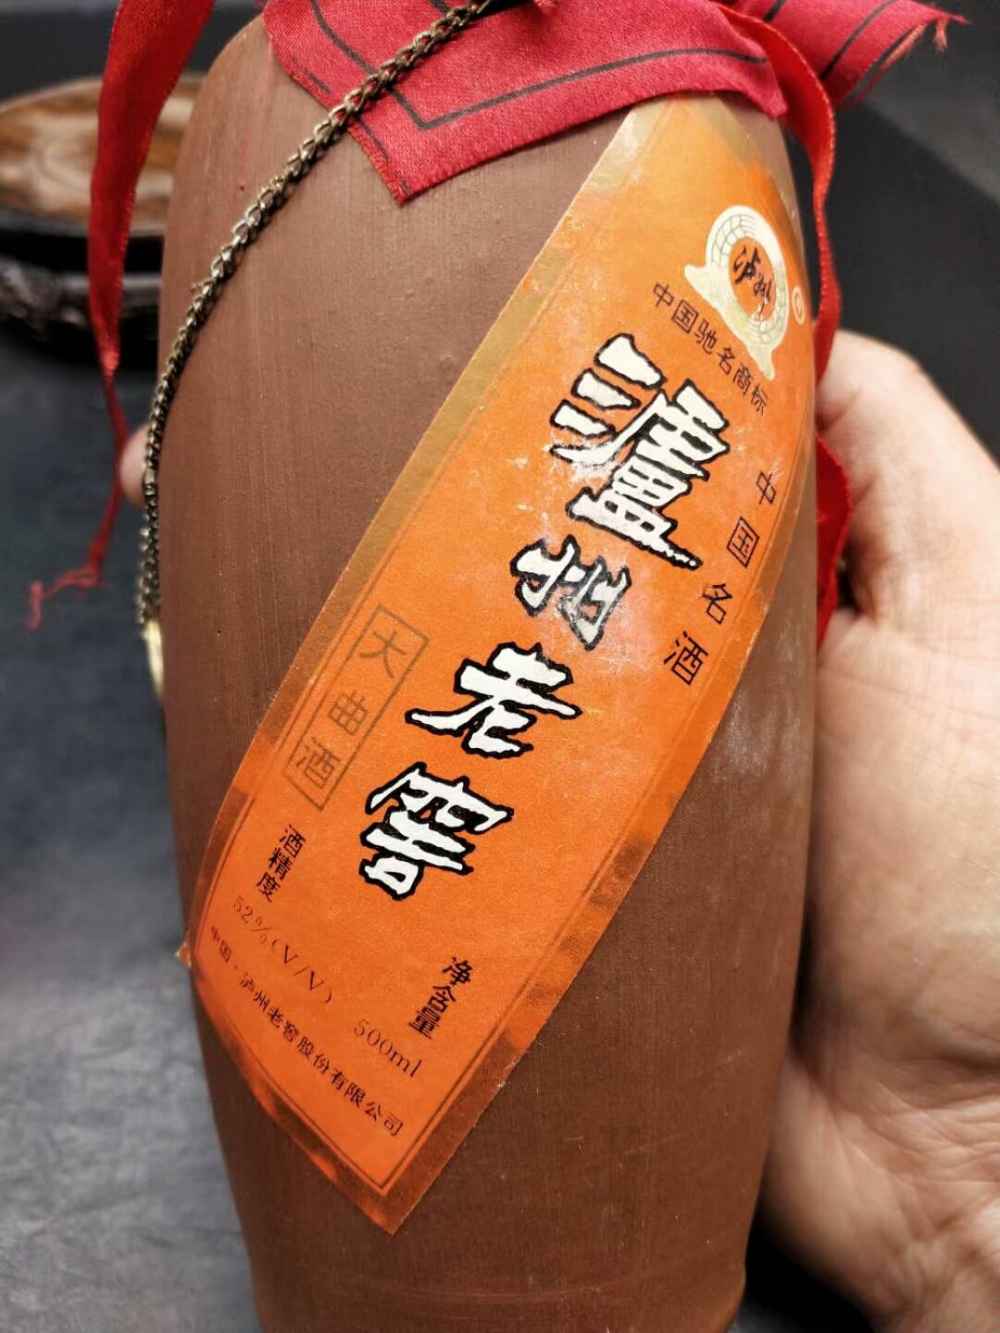 泸州
中国驰名商标
中国名酒
瀘州老窖
大曲酒
酒精度
52%(V/V)
净含量
500ml
中国·泸州老窖股份有限公司